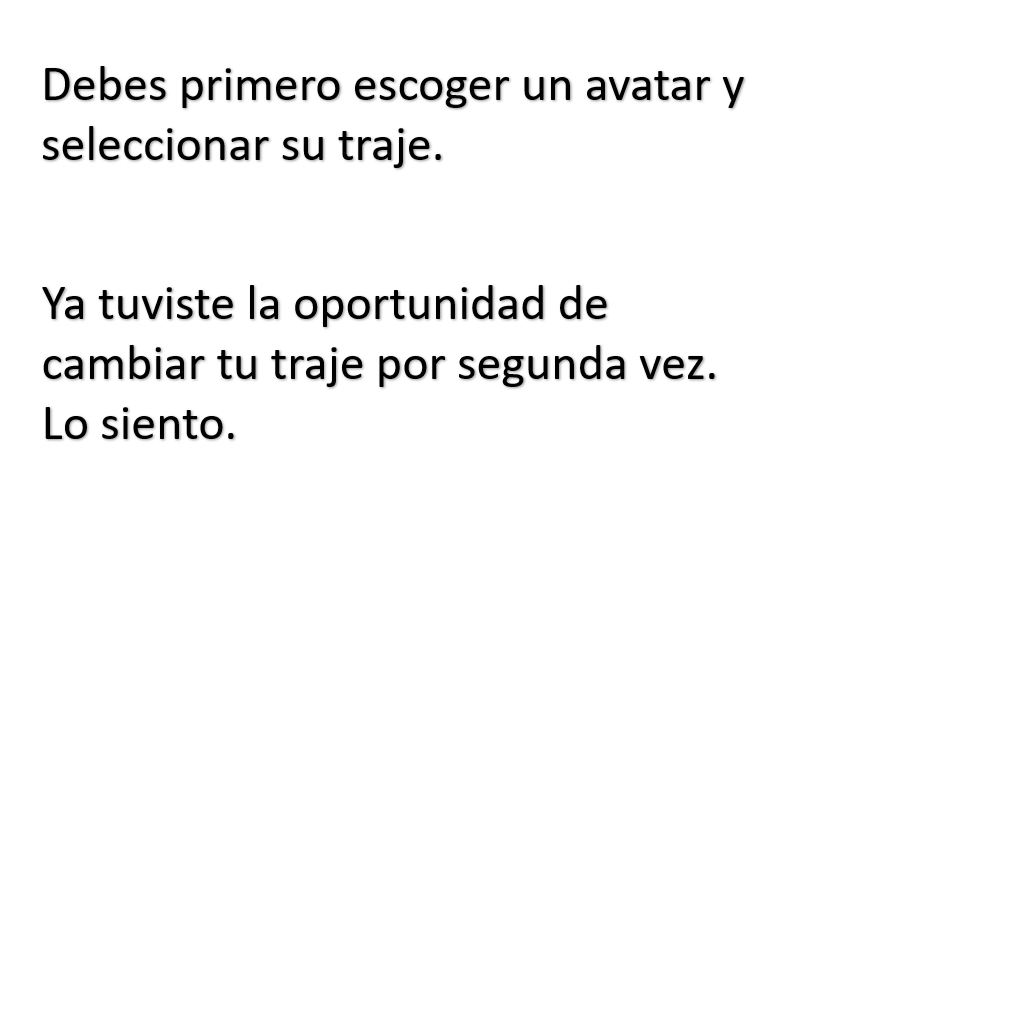 Debes primero escoger un avatar y
seleccionar su traje.
Ya tuviste la oportunidad de
cambiar tu traje por segunda vez.
Lo siento.